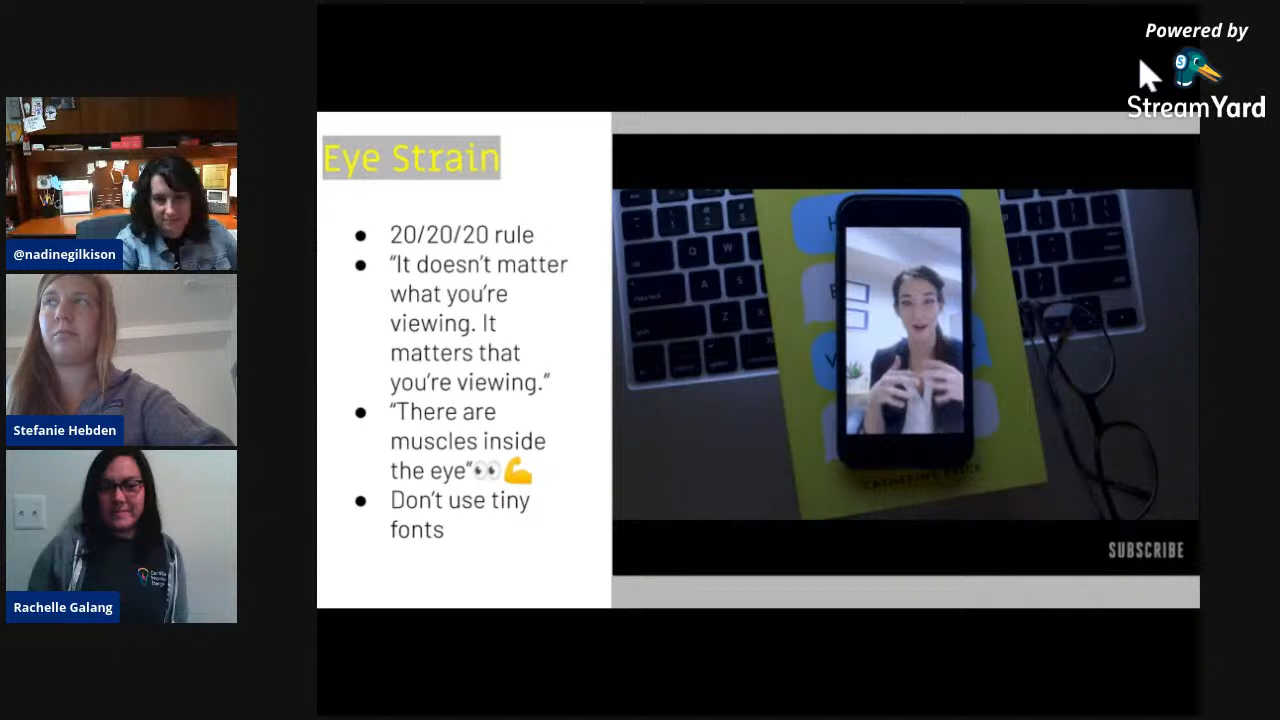 Powered by
StreamYard
@nadinegilkison
Stefanie Hebden
Rachelle Galang
Eye Strain
● 20/20/20 rule
● “It doesn’t matter
what you’re
viewing. It
matters that
you’re viewing.”
● “There are
muscles inside
the eye”👀💪
● Don’t use tiny
fonts
SUBSCRIBE